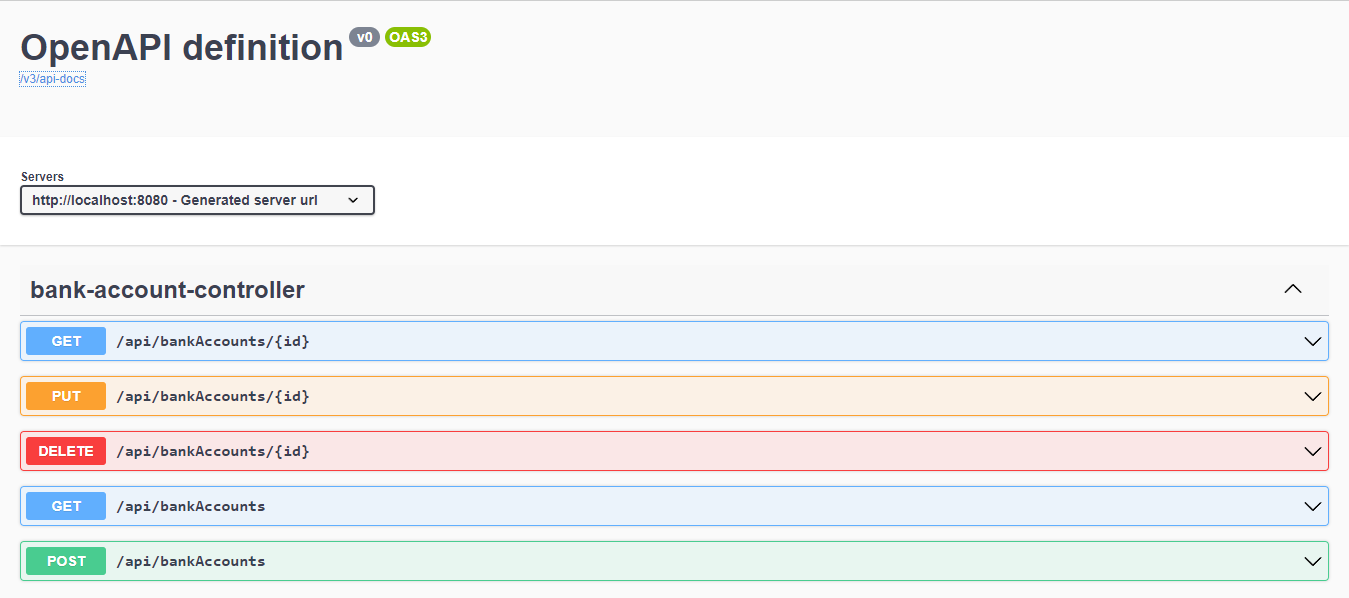 OpenAPI definition v0 OAS3
/v3/api-docs
Servers
http://localhost:8080 - Generated server url
bank-account-controller
GET /api/bankAccounts/{id}
PUT /api/bankAccounts/{id}
DELETE /api/bankAccounts/{id}
GET /api/bankAccounts
POST /api/bankAccounts